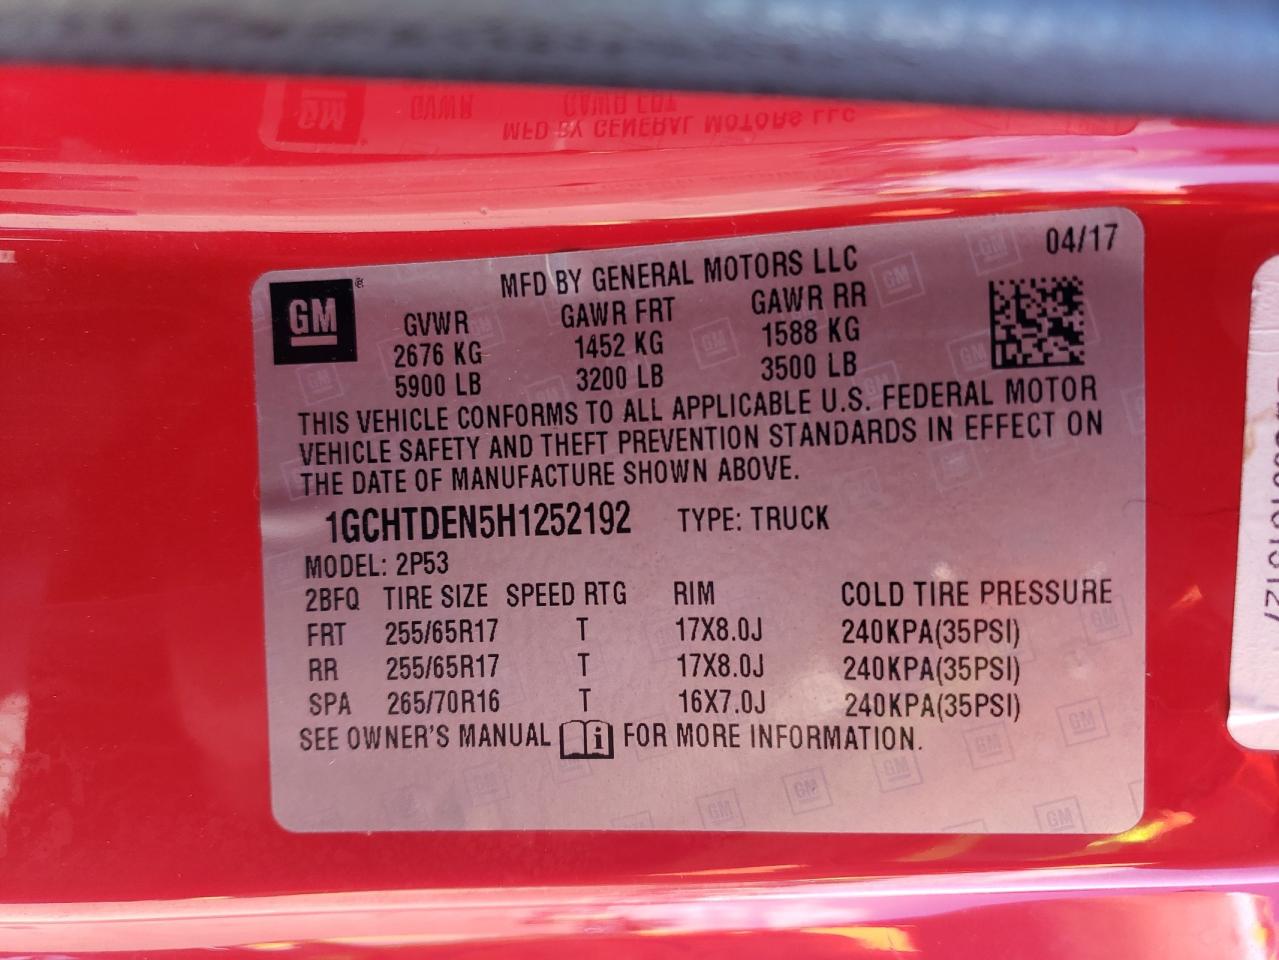 MFD BY GENERAL MOTORS LLC 04/17
GM
GVWR GAWR FRT GAWR RR
2676 KG 1452 KG 1588 KG
5900 LB 3200 LB 3500 LB
THIS VEHICLE CONFORMS TO ALL APPLICABLE U.S. FEDERAL MOTOR
VEHICLE SAFETY AND THEFT PREVENTION STANDARDS IN EFFECT ON
THE DATE OF MANUFACTURE SHOWN ABOVE.
1GCHTDEN5H1252192 TYPE: TRUCK
MODEL: 2P53
2BFQ TIRE SIZE SPEED RTG RIM COLD TIRE PRESSURE
FRT 255/65R17 T 17X8.0J 240KPA(35PSI)
RR 255/65R17 T 17X8.0J 240KPA(35PSI)
SPA 265/70R16 T 16X7.0J 240KPA(35PSI)
SEE OWNER'S MANUAL i FOR MORE INFORMATION.